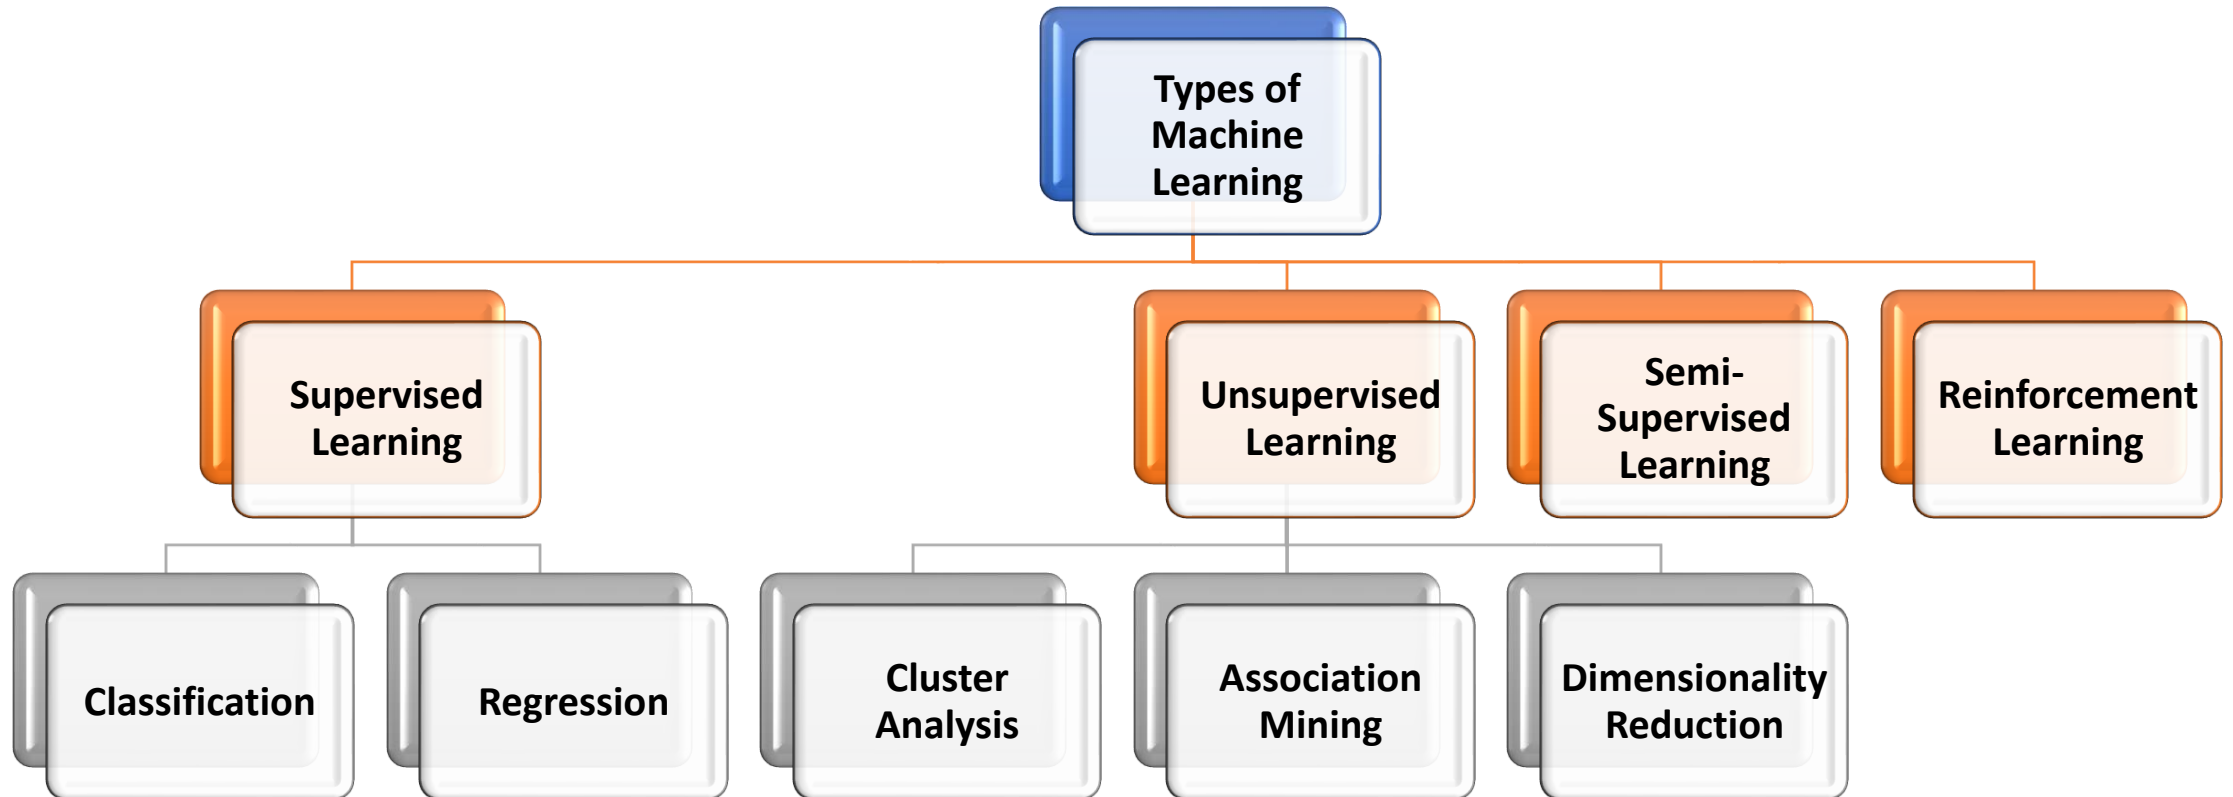 Types of
Machine
Learning
Supervised
Learning
Unsupervised
Learning
Semi-
Supervised
Learning
Reinforcement
Learning
Classification
Regression
Cluster
Analysis
Association
Mining
Dimensionality
Reduction